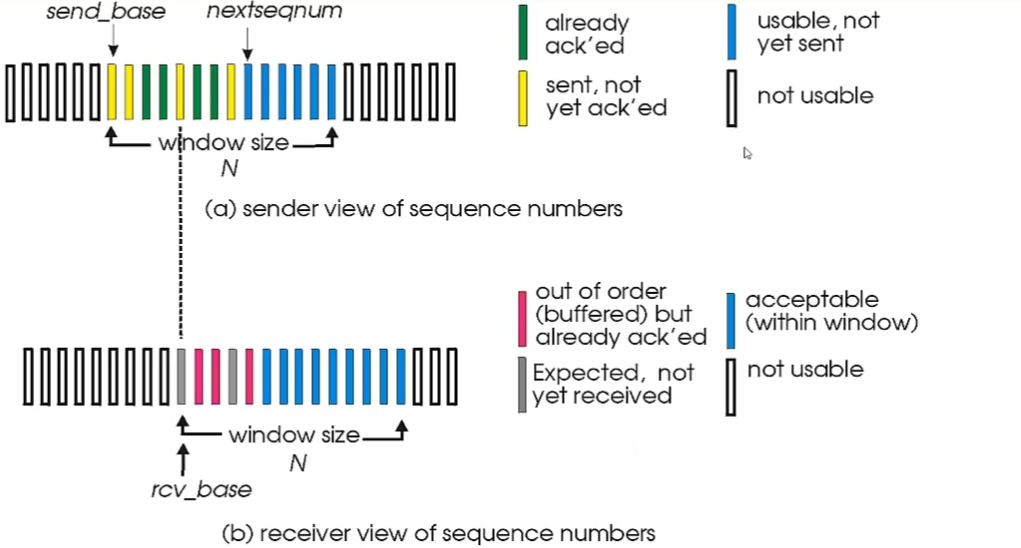 send_base
nextseqnum
already
ack'ed
usable, not
yet sent
sent, not
yet ack'ed
not usable
window size
N
(a) sender view of sequence numbers
out of order
(buffered) but
already ack'ed
acceptable
(within window)
Expected, not
yet received
not usable
window size
N
rcv_base
(b) receiver view of sequence numbers